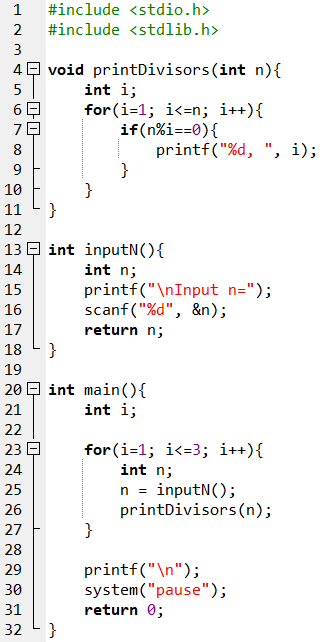 1 #include <stdio.h>
2 #include <stdlib.h>
3
4 void printDivisors(int n){
5     int i;
6     for(i=1; i<=n; i++){
7         if(n%i==0){
8             printf("%d, ", i);
9         }
10     }
11 }
12
13 int inputN(){
14     int n;
15     printf("\nInput n=");
16     scanf("%d", &n);
17     return n;
18 }
19
20 int main(){
21     int i;
22
23     for(i=1; i<=3; i++){
24         int n;
25         n = inputN();
26         printDivisors(n);
27     }
28
29     printf("\n");
30     system("pause");
31     return 0;
32 }